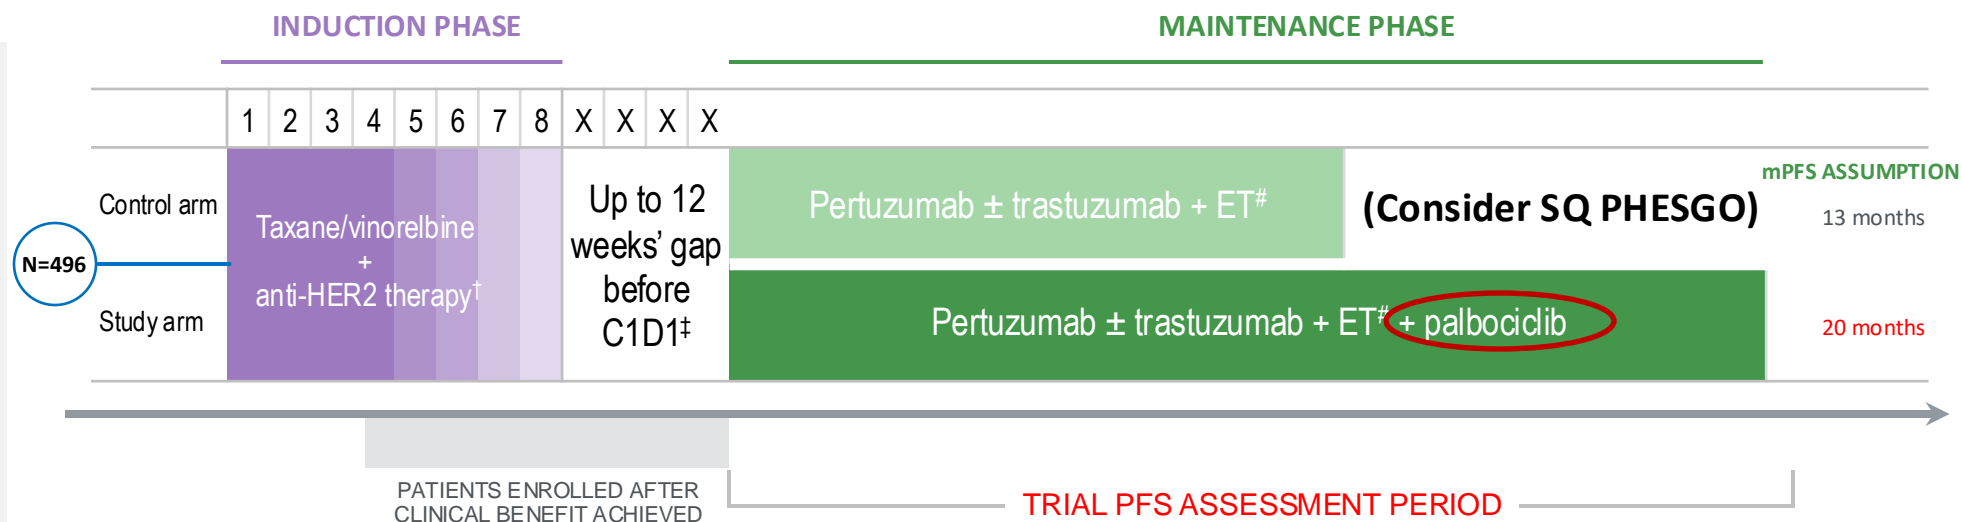 INDUCTION PHASE
MAINTENANCE PHASE
1 2 3 4 5 6 7 8 X X X X
mPFS ASSUMPTION
Control arm
Taxane/vinorelbine
+
anti-HER2 therapy†
Up to 12
weeks’ gap
before
C1D1‡
Pertuzumab ± trastuzumab + ET#
(Consider SQ PHESGO)
13 months
N=496
Study arm
Pertuzumab ± trastuzumab + ET# + palbociclib
20 months
PATIENTS ENROLLED AFTER
CLINICAL BENEFIT ACHIEVED
TRIAL PFS ASSESSMENT PERIOD